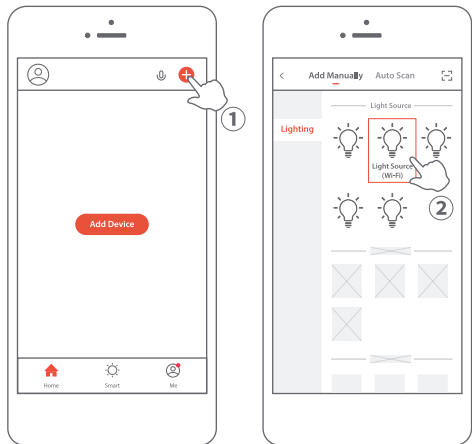 1
Add Device
Home Smart Me
Add Manually Auto Scan
Light Source
Lighting
Light Source
(Wi-Fi)
2